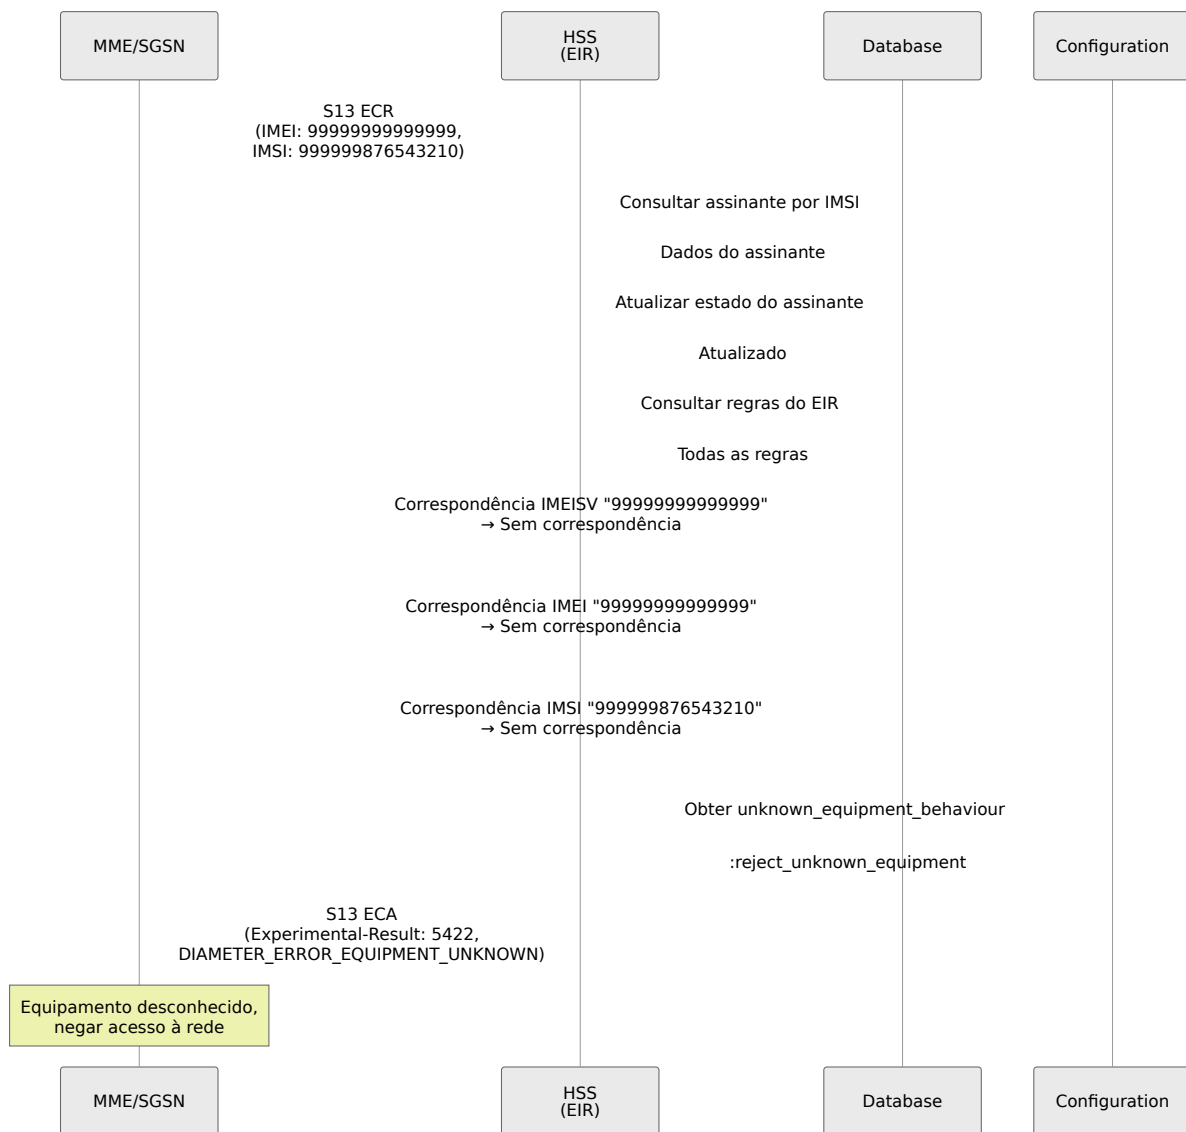 MME/SGSN
HSS
(EIR)
Database
Configuration
S13 ECR
(IMEI: 99999999999999,
IMSI: 999999876543210)
Consultar assinante por IMSI
Dados do assinante
Atualizar estado do assinante
Atualizado
Consultar regras do EIR
Todas as regras
Correspondência IMEISV "99999999999999"
→ Sem correspondência
Correspondência IMEI "99999999999999"
→ Sem correspondência
Correspondência IMSI "999999876543210"
→ Sem correspondência
Obter unknown_equipment_behaviour
:reject_unknown_equipment
S13 ECA
(Experimental-Result: 5422,
DIAMETER_ERROR_EQUIPMENT_UNKNOWN)
Equipamento desconhecido,
negar acesso à rede
MME/SGSN
HSS
(EIR)
Database
Configuration